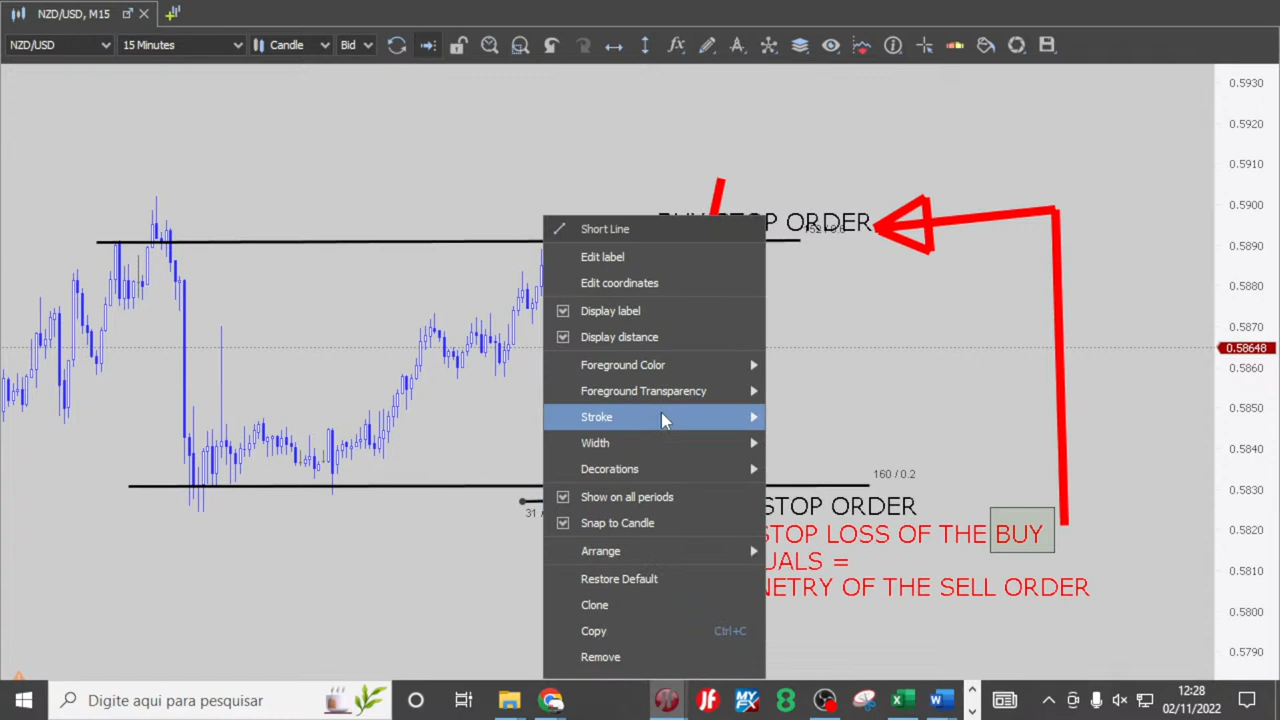 NZD/USD, M15
NZD/USD
15 Minutes
Candle
Bid
0.5930
0.5920
0.5910
0.5900
0.5890
0.5880
0.5870
0.58648
0.5860
0.5850
0.5840
0.5830
0.5820
0.5810
0.5800
0.5790
BUY STOP ORDER
Short Line
Edit label
Edit coordinates
Display label
Display distance
Foreground Color
Foreground Transparency
Stroke
Width
Decorations
Show on all periods
Snap to Candle
Arrange
Restore Default
Clone
Copy Ctrl+C
Remove
160 / 0.2
31 /
STOP ORDER
STOP LOSS OF THE BUY
UALS =
METRY OF THE SELL ORDER
Digite aqui para pesquisar
12:28
02/11/2022